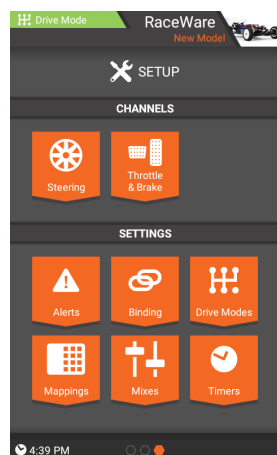 Drive Mode
RaceWare
New Model
SETUP
CHANNELS
Steering
Throttle
& Brake
SETTINGS
Alerts
Binding
Drive Modes
Mappings
Mixes
Timers
4:39 PM